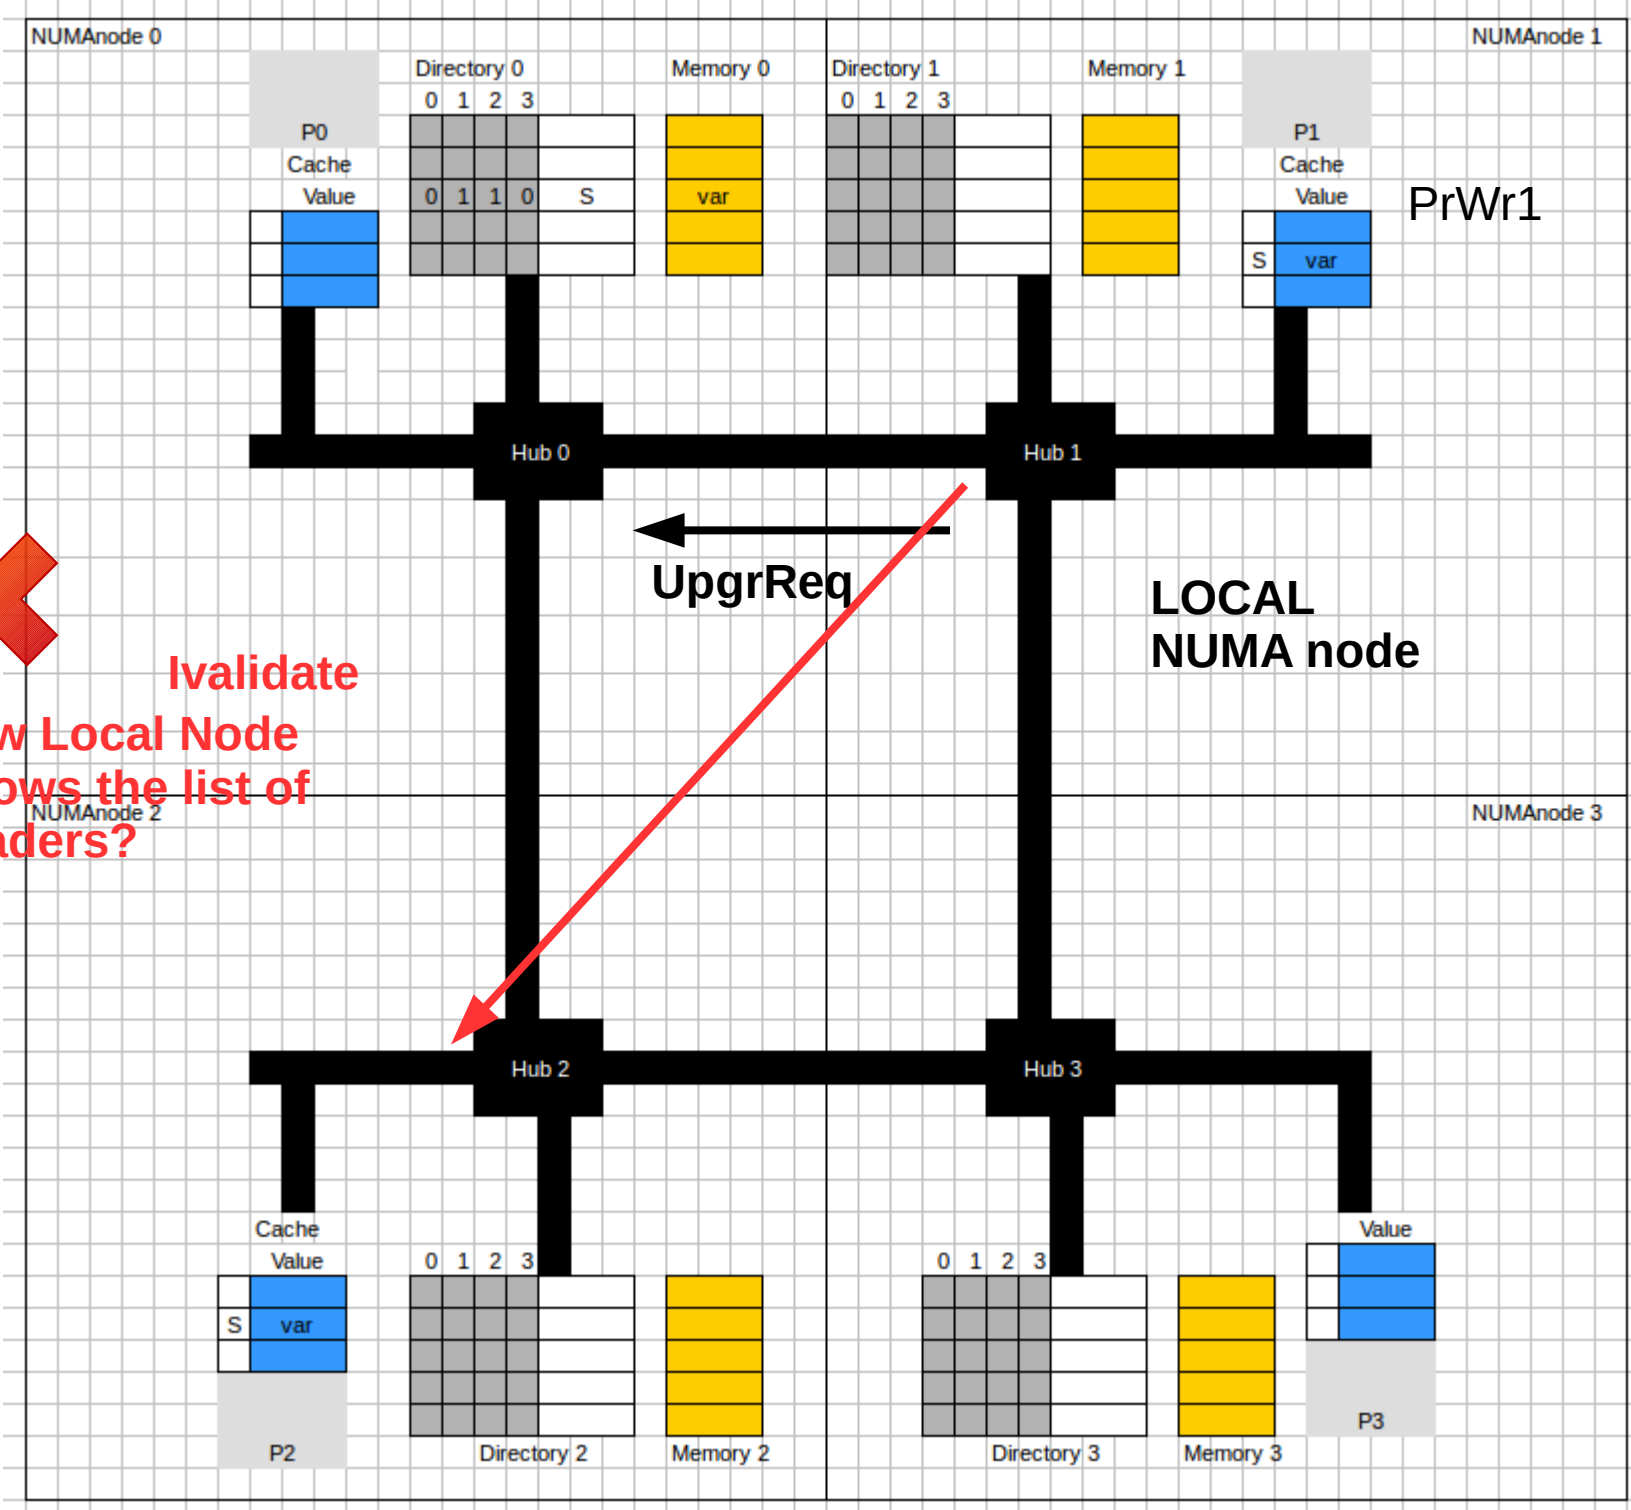 NUMAnode 0
NUMAnode 1
Directory 0
Memory 0
Directory 1
Memory 1
0 1 2 3
0 1 2 3
P0
P1
Cache
Cache
Value
0 1 1 0 S
var
Value
PrWr1
S var
Hub 0
Hub 1
UpgrReq
LOCAL
NUMA node
Ivalidate
Local Node
the list of
NUMAnode 2
NUMAnode 3
Hub 2
Hub 3
Cache
Value
Value
0 1 2 3
0 1 2 3
S var
P3
P2
Directory 2
Memory 2
Directory 3
Memory 3